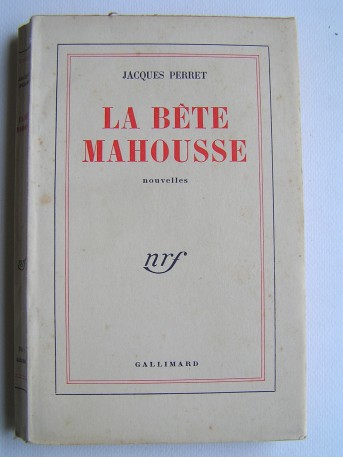 JACQUES PERRET
LA BÊTE
MAHOUSSE
nouvelles
nrf
GALLIMARD